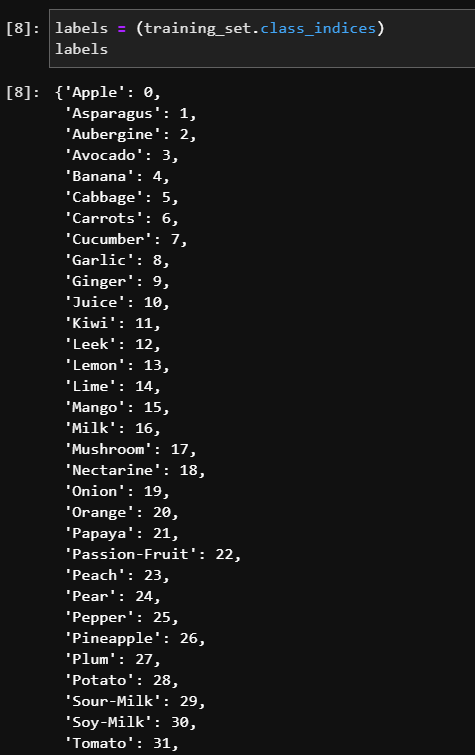 [8]: labels = (training_set.class_indices)
labels
[8]: {'Apple': 0,
'Asparagus': 1,
'Aubergine': 2,
'Avocado': 3,
'Banana': 4,
'Cabbage': 5,
'Carrots': 6,
'Cucumber': 7,
'Garlic': 8,
'Ginger': 9,
'Juice': 10,
'Kiwi': 11,
'Leek': 12,
'Lemon': 13,
'Lime': 14,
'Mango': 15,
'Milk': 16,
'Mushroom': 17,
'Nectarine': 18,
'Onion': 19,
'Orange': 20,
'Papaya': 21,
'Passion-Fruit': 22,
'Peach': 23,
'Pear': 24,
'Pepper': 25,
'Pineapple': 26,
'Plum': 27,
'Potato': 28,
'Sour-Milk': 29,
'Soy-Milk': 30,
'Tomato': 31,